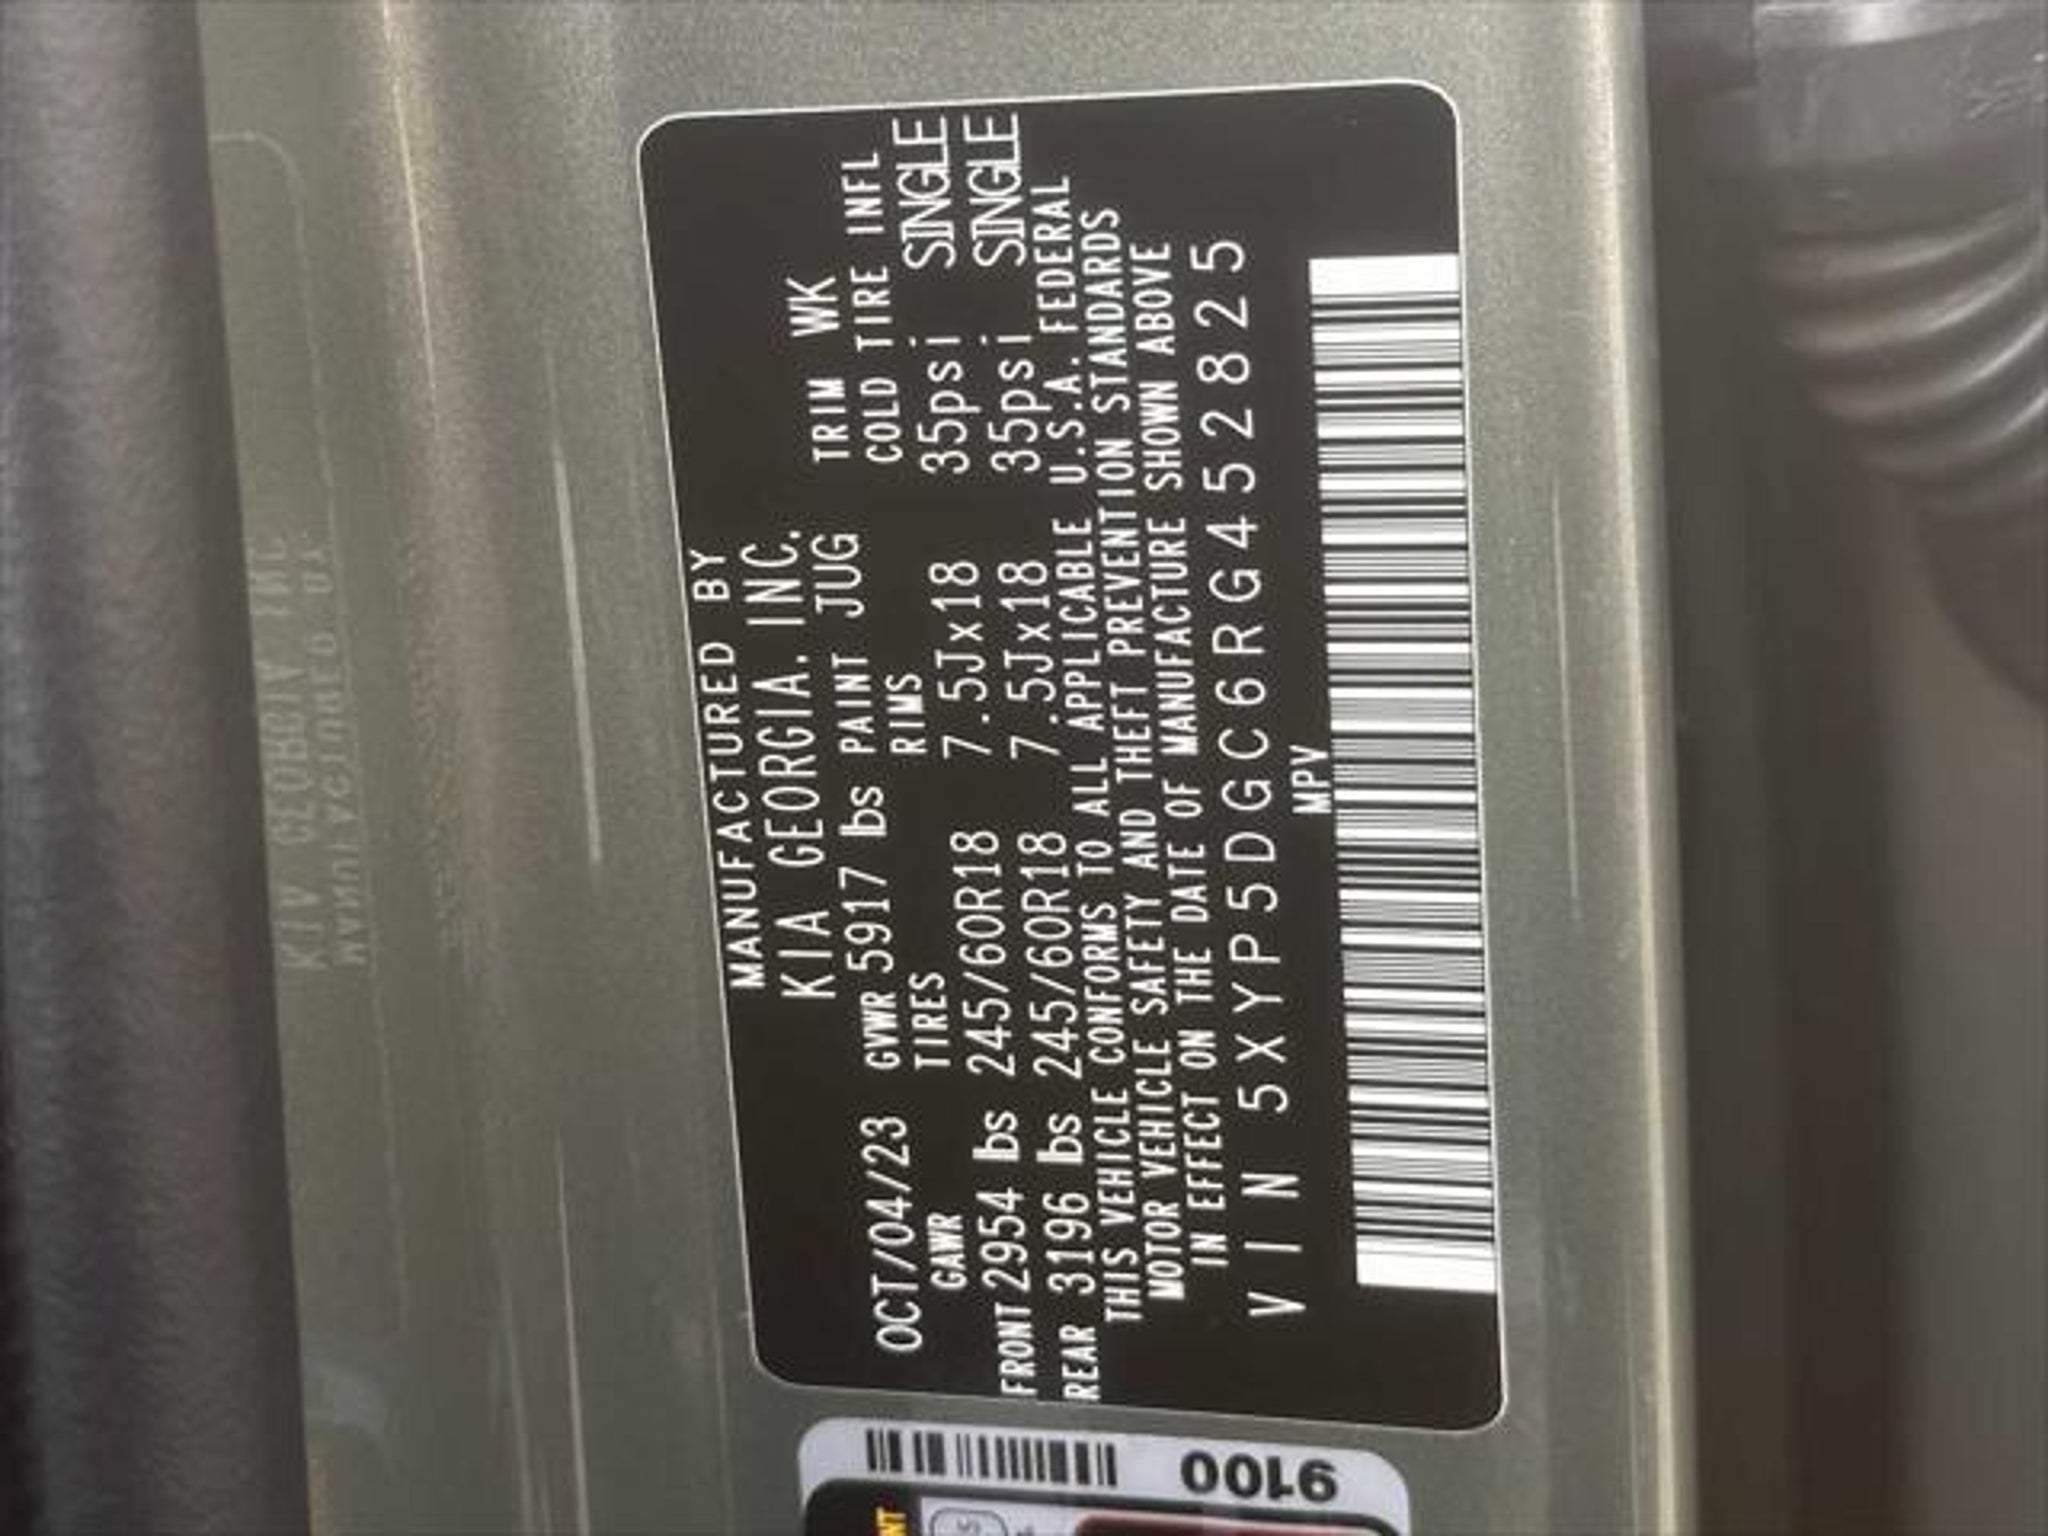 MANUFACTURED BY
KIA GEORGIA. INC.
OCT/04/23 GVWR 5917 lbs PAINT JUG TRIM WK
GAWR TIRES RIMS COLD TIRE INFL
FRONT 2954 lbs 245/60R18 7.5Jx18 35psi SINGLE
REAR 3196 lbs 245/60R18 7.5Jx18 35psi SINGLE
THIS VEHICLE CONFORMS TO ALL APPLICABLE U.S.A. FEDERAL
MOTOR VEHICLE SAFETY AND THEFT PREVENTION STANDARDS
IN EFFECT ON THE DATE OF MANUFACTURE SHOWN ABOVE
VIN 5XYP5DGC6RG452825
MPV
9100